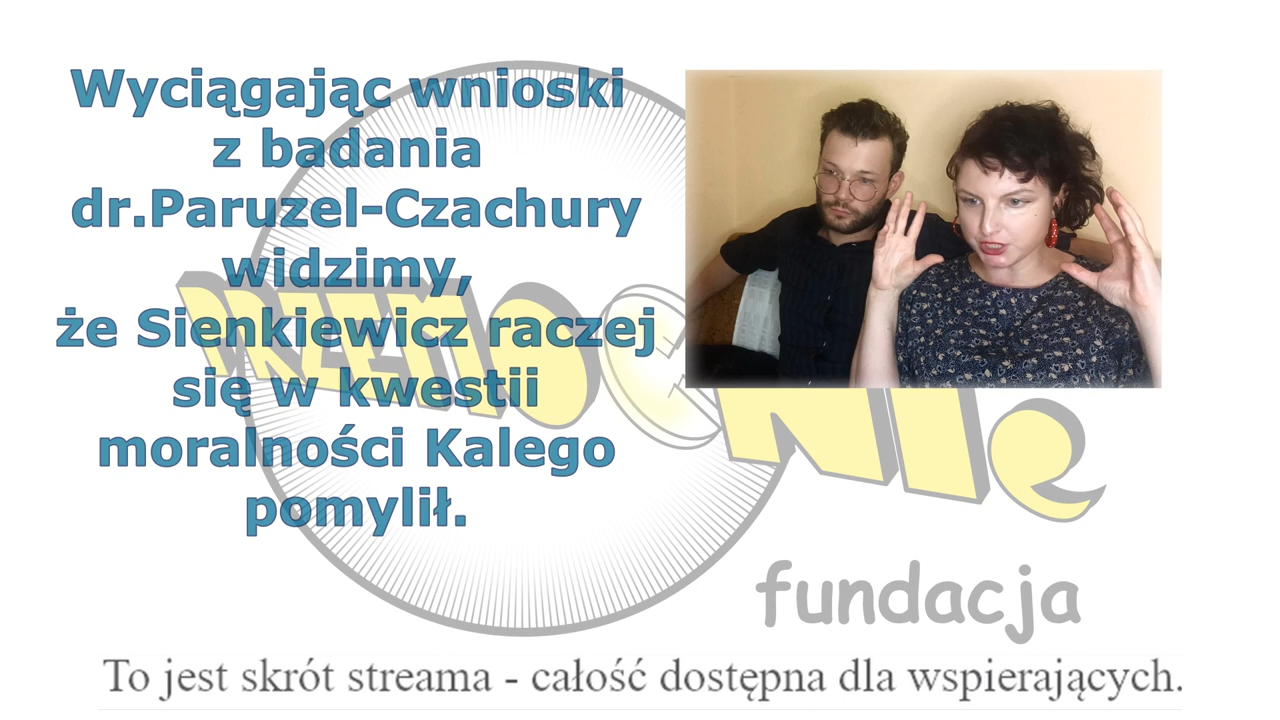 Wyciągając wnioski
z badania
dr.Paruzel-Czachury
widzimy,
że Sienkiewicz raczej
się w kwestii
moralności Kalego
pomylił.
fundacja
To jest skrót streama - całość dostępna dla wspierających.